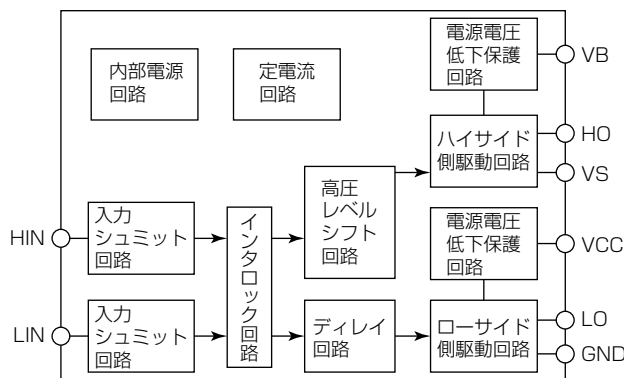 内部電源
回路
定電流
回路
電源電圧
低下保護
回路
VB
ハイサイド
側駆動回路
HO
VS
高圧
レベル
シフト
回路
HIN
入力
シュミット
回路
インタロック回路
電源電圧
低下保護
回路
VCC
LIN
入力
シュミット
回路
ディレイ
回路
ローサイド
側駆動回路
LO
GND